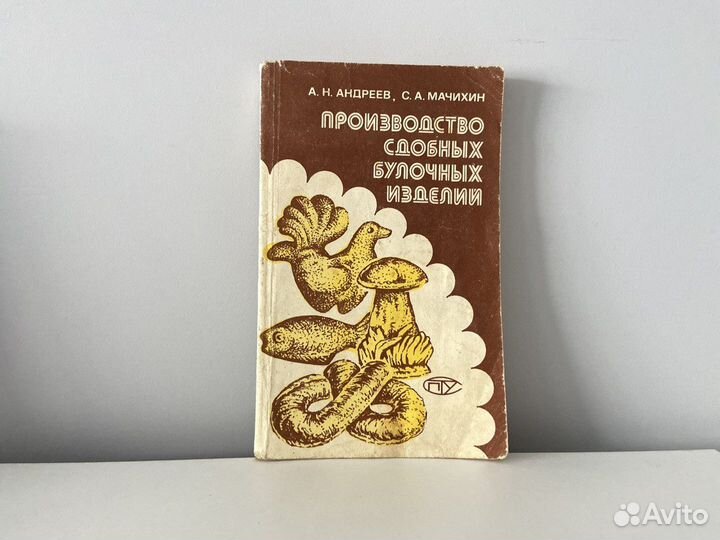 А. Н. АНДРЕЕВ, С. А. МАЧИХИН
ПРОИЗВОДСТВО
СДОБНЫХ
БУЛОЧНЫХ
ИЗДЕЛИЙ
ПТУ
Avito